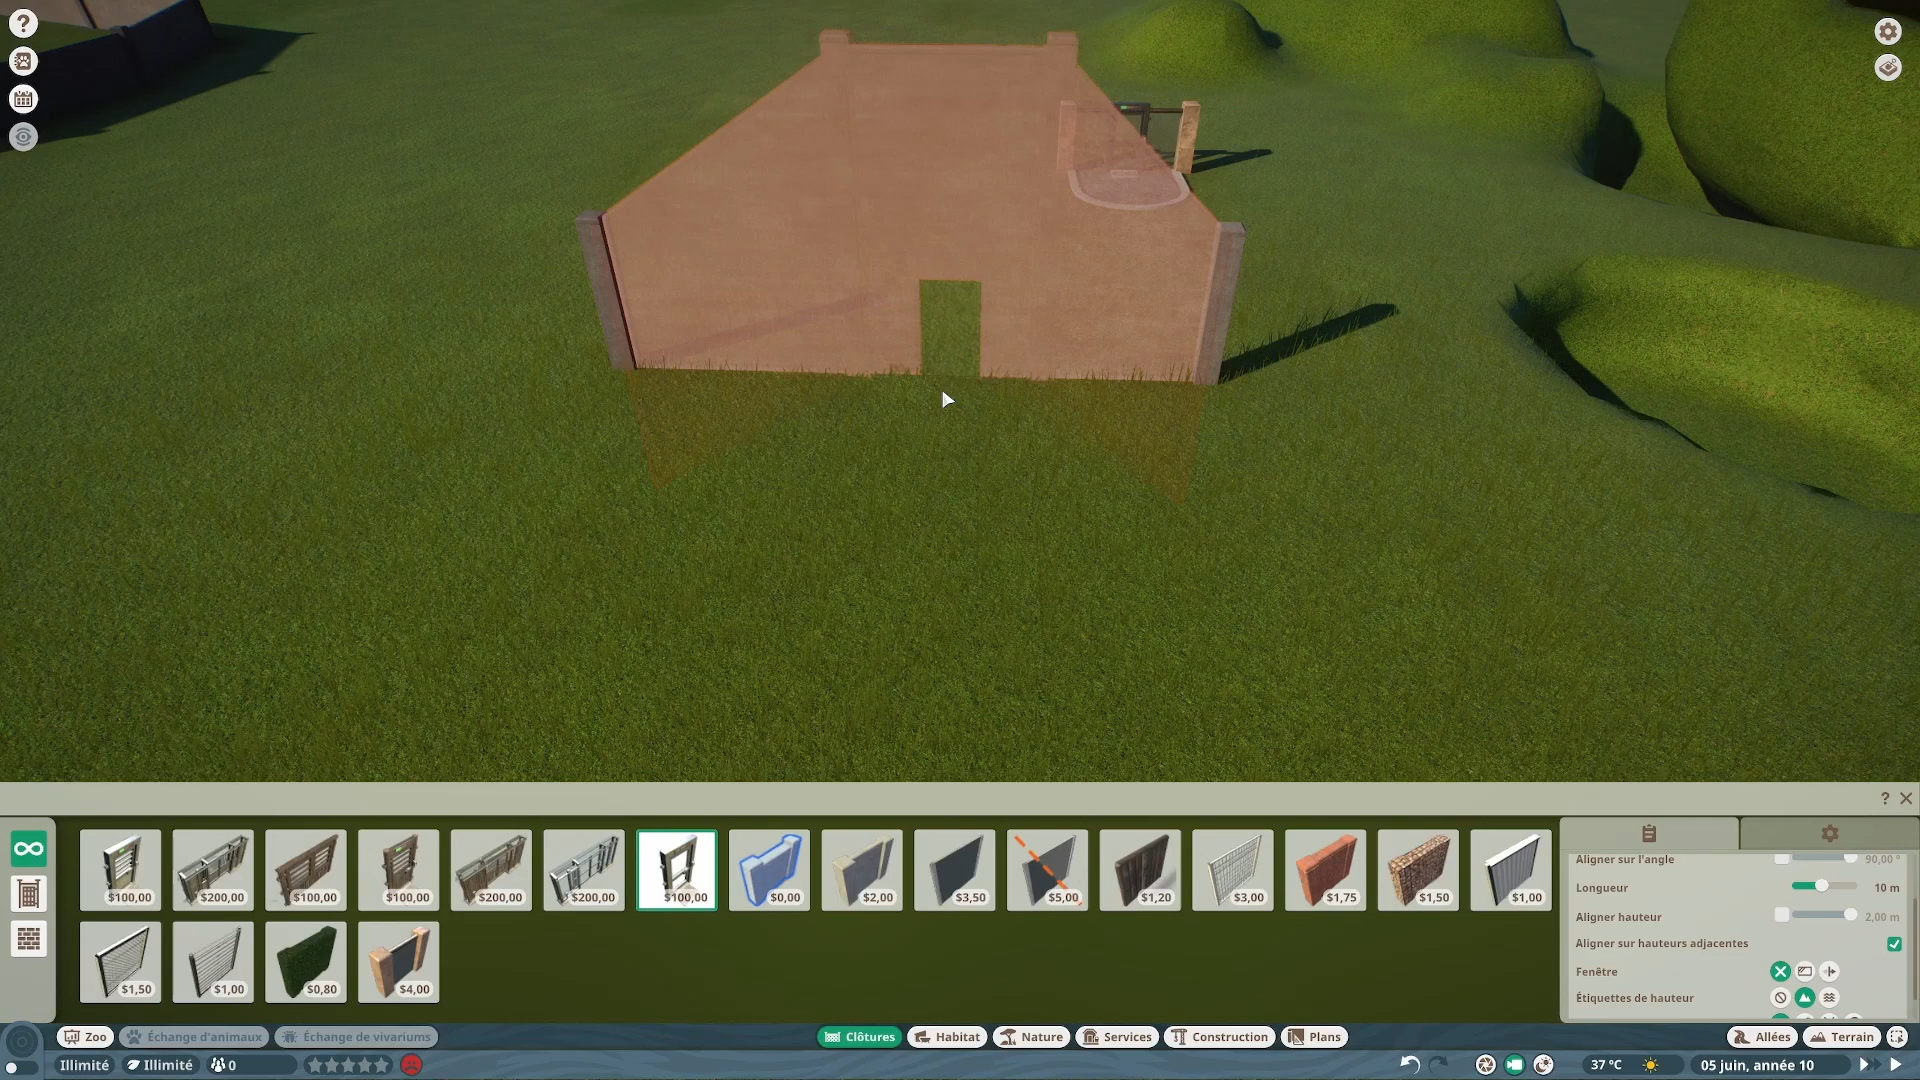 ?
? ×
$100,00 $200,00 $100,00 $100,00 $200,00 $200,00 $100,00 $0,00 $2,00 $3,50 $5,00 $1,20 $3,00 $1,75 $1,50 $1,00
$1,50 $1,00 $0,80 $4,00
Aligner sur l'angle 90,00 °
Longueur 10 m
Aligner hauteur 2,00 m
Aligner sur hauteurs adjacentes
Fenêtre
Étiquettes de hauteur
Zoo Échange d'animaux Échange de vivariums Clôtures Habitat Nature Services Construction Plans Allées Terrain
Illimité Illimité 0 37 °C 05 juin, année 10